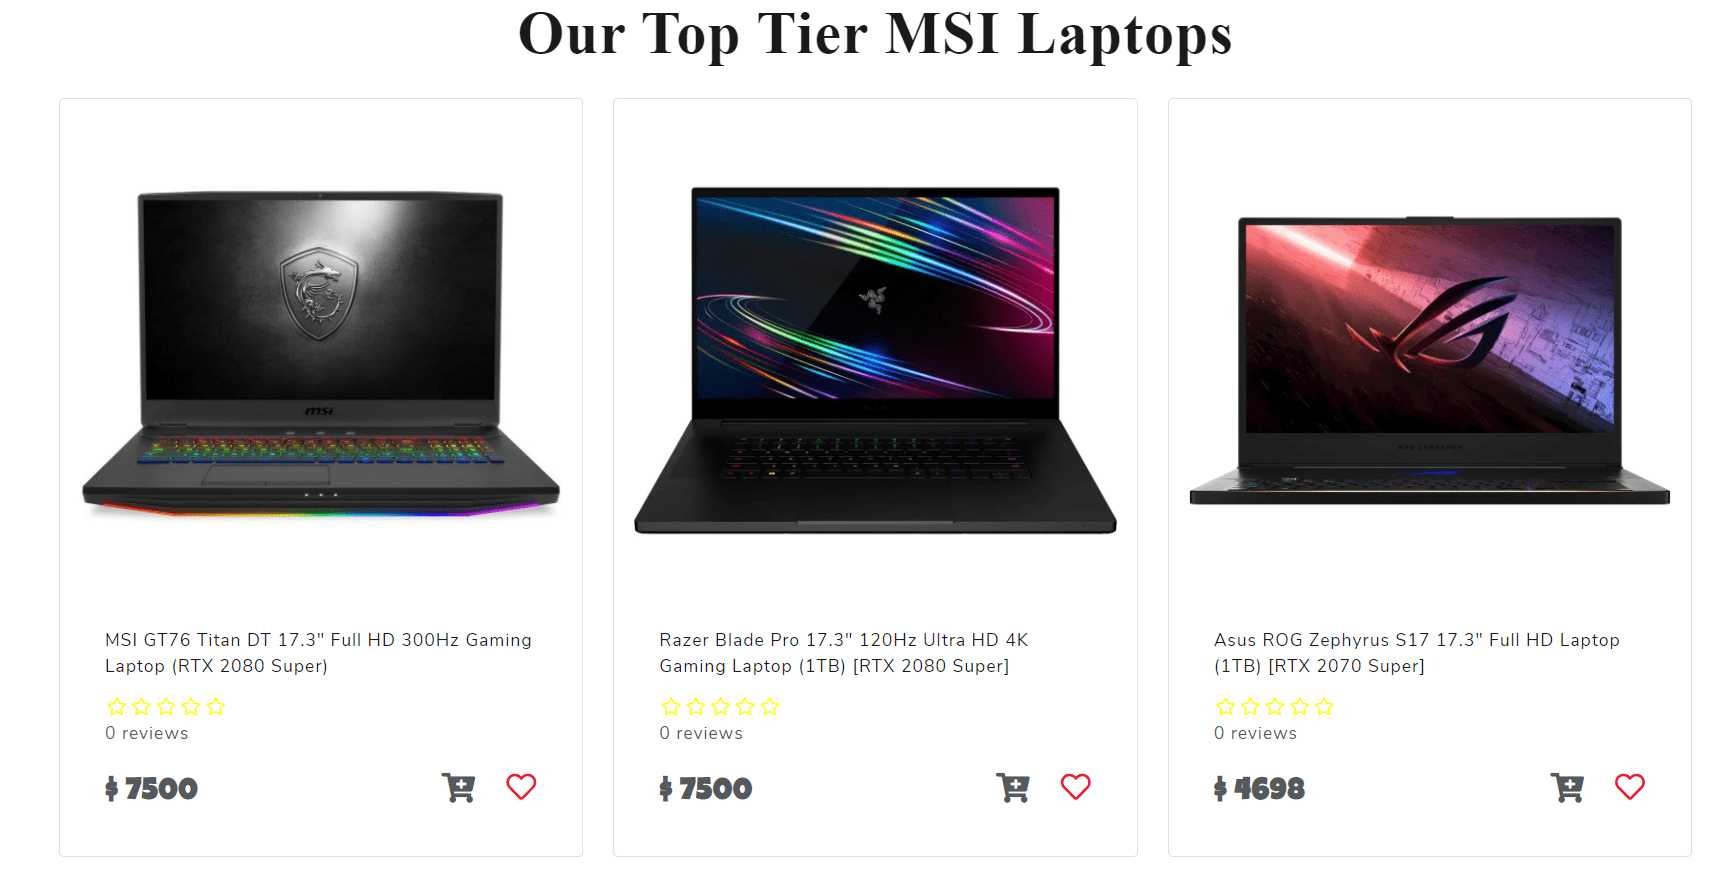 Our Top Tier MSI Laptops
msi
MSI GT76 Titan DT 17.3" Full HD 300Hz Gaming
Laptop (RTX 2080 Super)
0 reviews
$ 7500
Razer Blade Pro 17.3" 120Hz Ultra HD 4K
Gaming Laptop (1TB) [RTX 2080 Super]
0 reviews
$ 7500
ROG ZEPHYRUS
Asus ROG Zephyrus S17 17.3" Full HD Laptop
(1TB) [RTX 2070 Super]
0 reviews
$ 4698